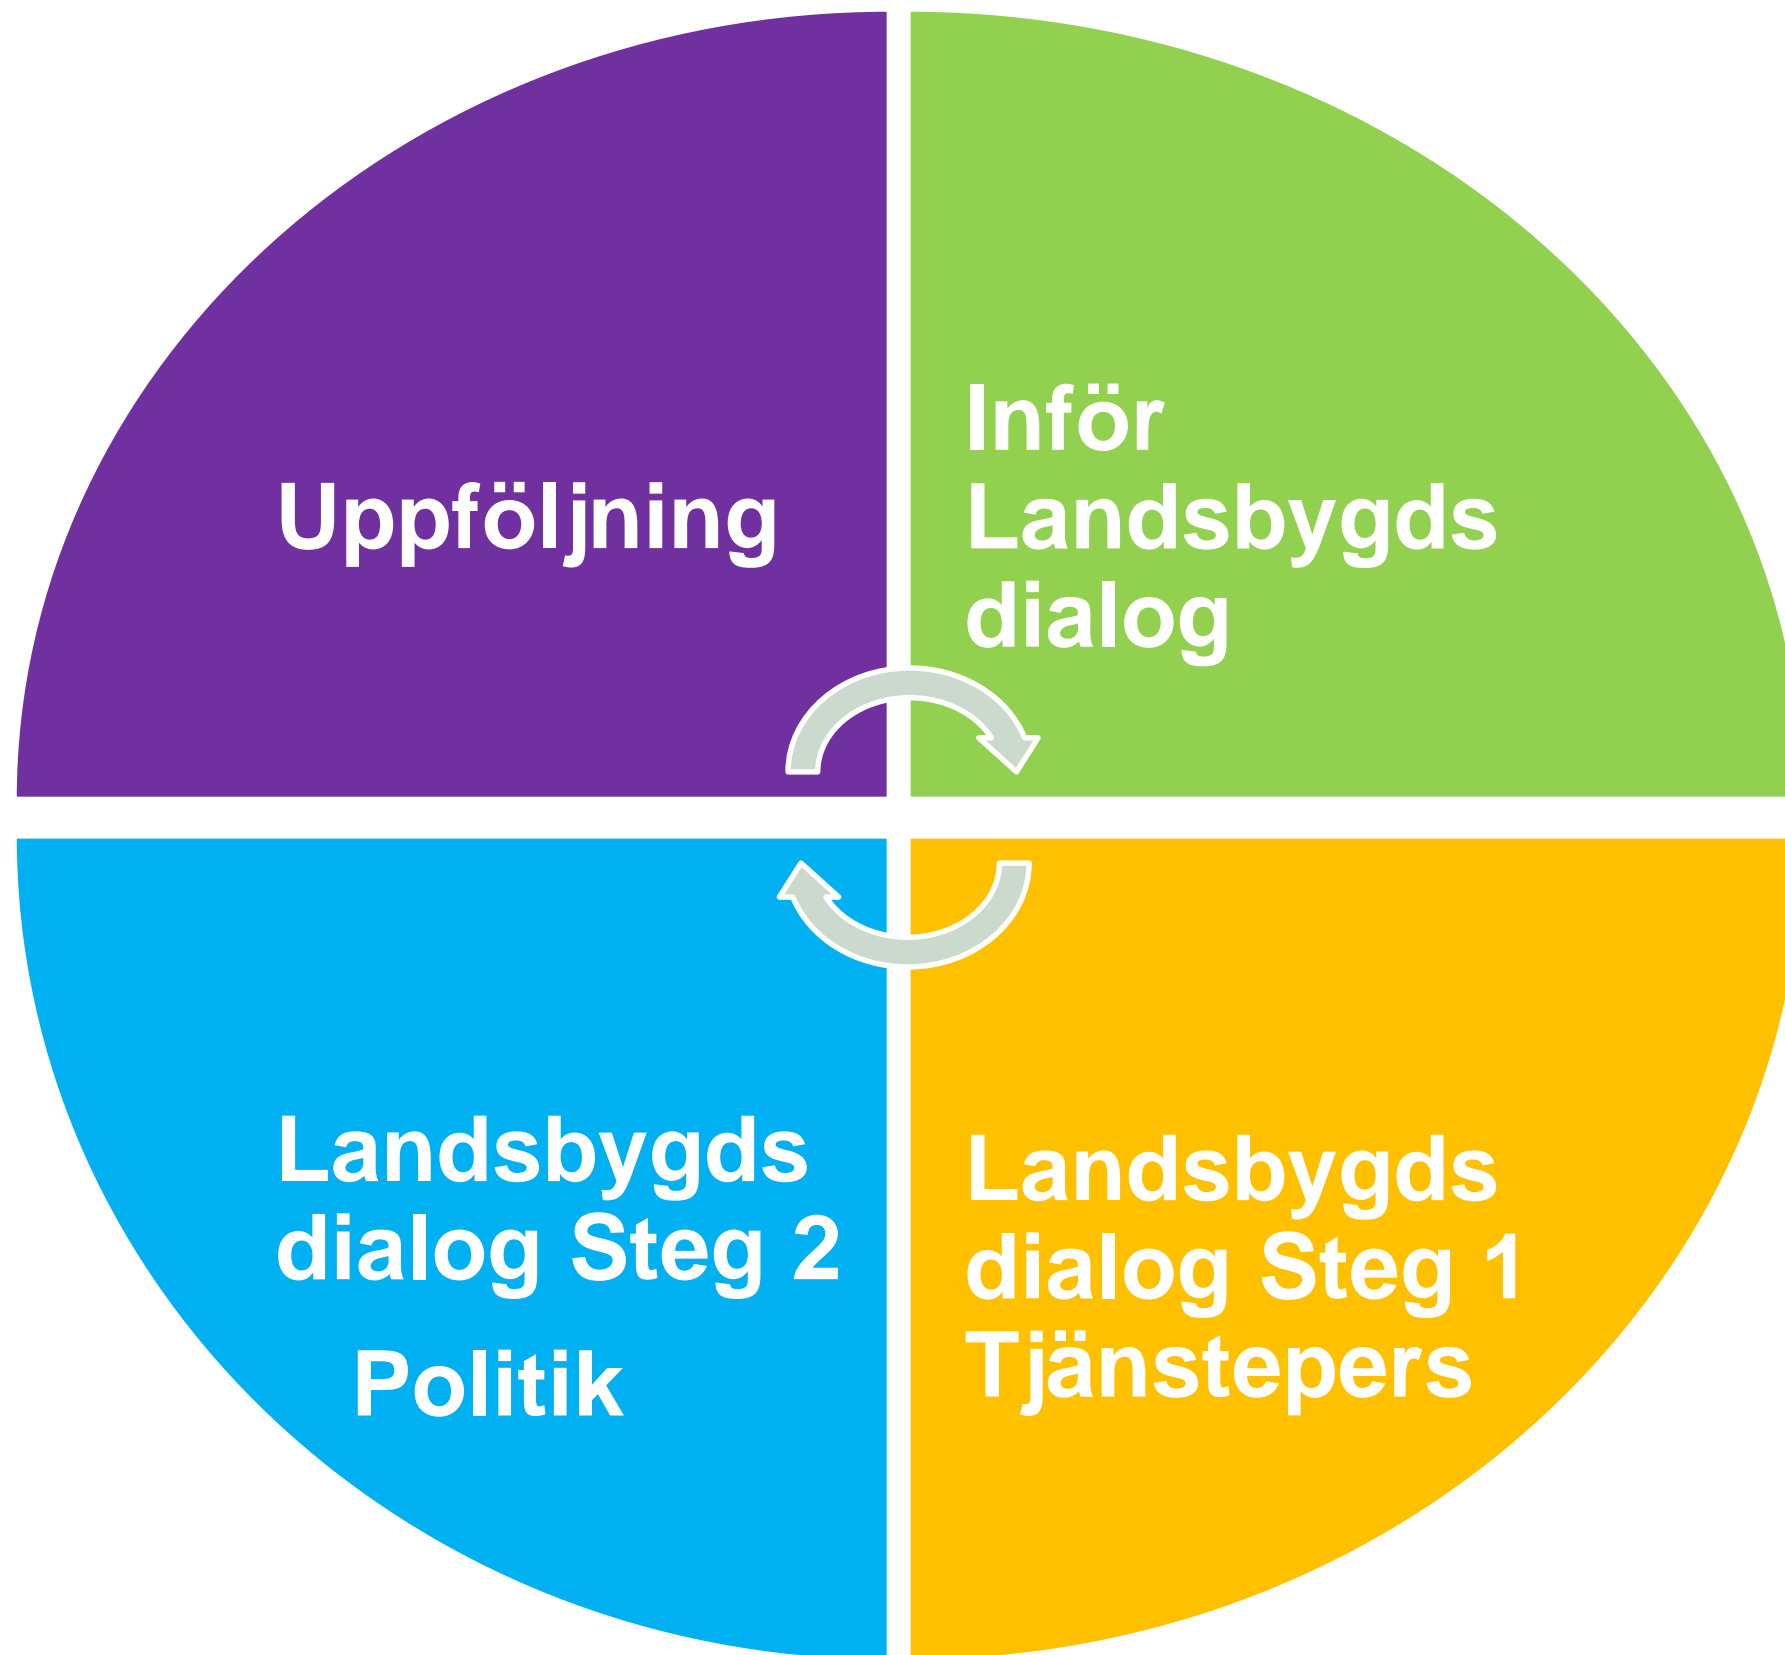 Uppföljning
Inför
Landsbygds
dialog
Landsbygds
dialog Steg 2
Politik
Landsbygds
dialog Steg 1
Tjänstepers